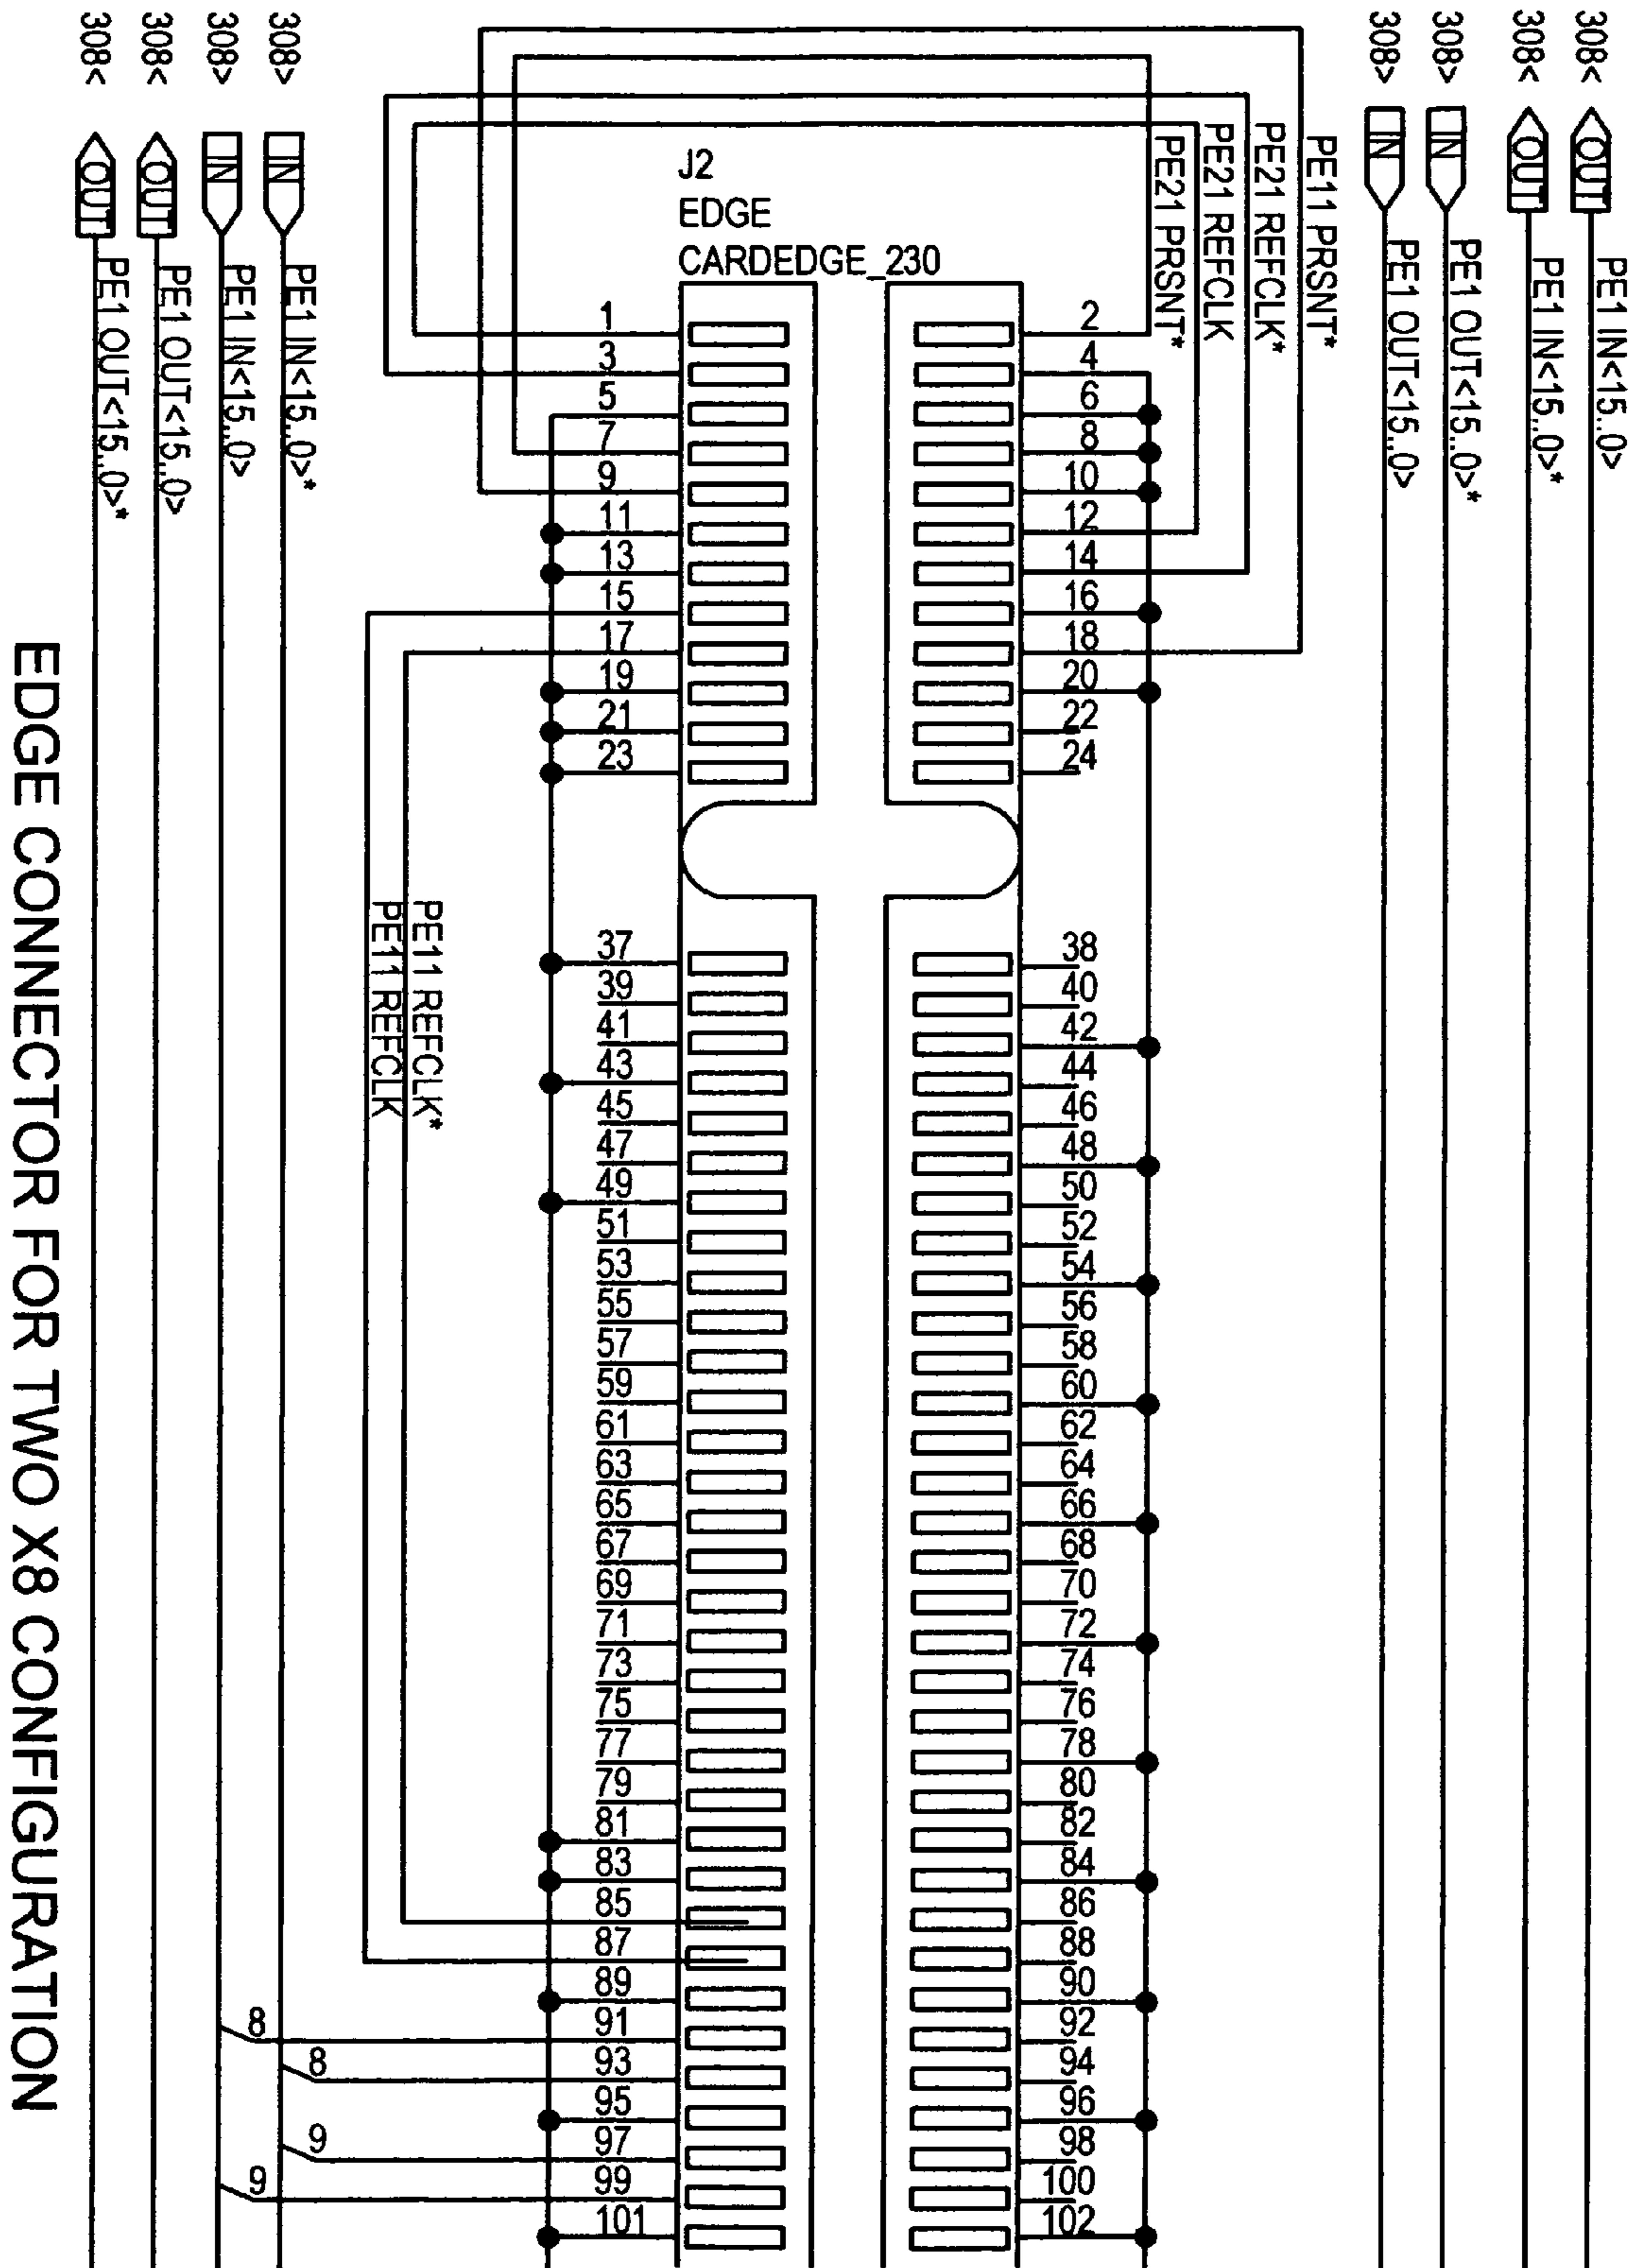 308<
308<
308>
308>
308>
308>
308<
308<
OUT
OUT
IN
IN
IN
IN
OUT
OUT
PE1 OUT<15..0>*
PE1 OUT<15..0>
PE1 IN<15..0>
PE1 IN<15..0>*
PE1 OUT<15..0>
PE1 OUT<15..0>*
PE1 IN<15..0>*
PE1 IN<15..0>
PE21 PRSNT*
PE21 REFCLK
PE21 REFCLK*
PE11 PRSNT*
J2
EDGE
CARDEDGE_230
1 2
3 4
5 6
7 8
9 10
11 12
13 14
15 16
17 18
19 20
21 22
23 24
PE11 REFCLK
PE11 REFCLK*
37 38
39 40
41 42
43 44
45 46
47 48
49 50
51 52
53 54
55 56
57 58
59 60
61 62
63 64
65 66
67 68
69 70
71 72
73 74
75 76
77 78
79 80
81 82
83 84
85 86
87 88
89 90
8 91 92
8 93 94
95 96
9 97 98
9 99 100
101 102
EDGE CONNECTOR FOR TWO X8 CONFIGURATION